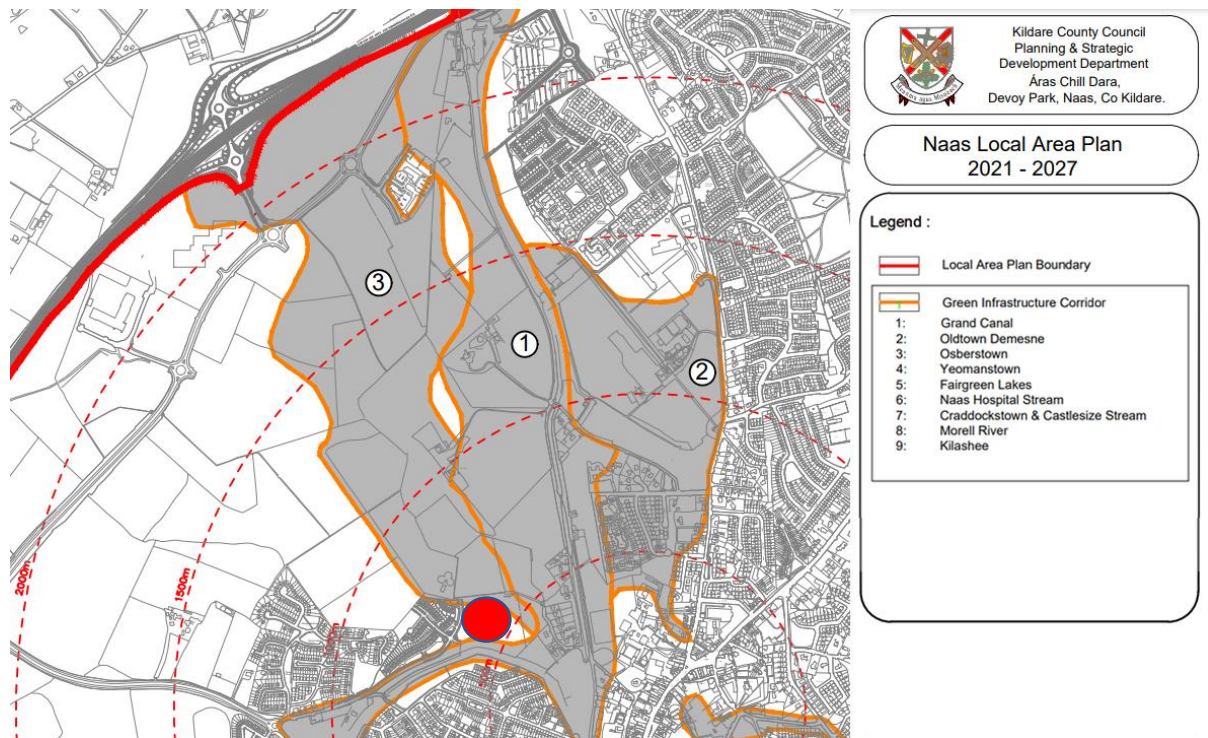 Kildare County Council
Planning & Strategic
Development Department
Áras Chill Dara,
Devoy Park, Naas, Co Kildare.
Naas Local Area Plan
2021 - 2027
Legend :
Local Area Plan Boundary
Green Infrastructure Corridor
1: Grand Canal
2: Oldtown Demesne
3: Osberstown
4: Yeomanstown
5: Fairgreen Lakes
6: Naas Hospital Stream
7: Craddockstown & Castlesize Stream
8: Morell River
9: Kilashee
3
1
2
2000m
1500m